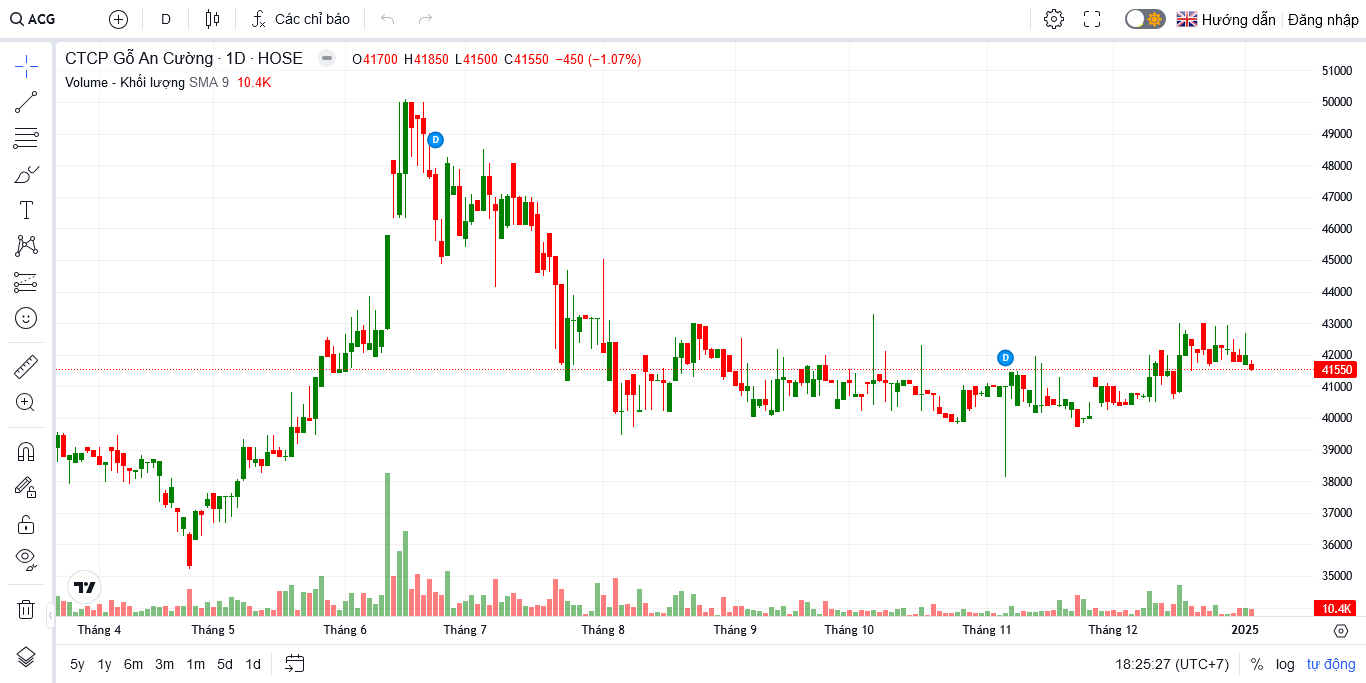 ACG D Các chỉ báo Hướng dẫn Đăng nhập
CTCP Gỗ An Cường · 1D · HOSE O41700 H41850 L41500 C41550 −450 (−1.07%)
Volume - Khối lượng SMA 9 10.4K
51000
50000
49000
D
48000
47000
46000
45000
44000
43000
42000
D
41550
41000
40000
39000
38000
37000
36000
35000
10.4K
Tháng 4 Tháng 5 Tháng 6 Tháng 7 Tháng 8 Tháng 9 Tháng 10 Tháng 11 Tháng 12 2025
5y 1y 6m 3m 1m 5d 1d 18:25:27 (UTC+7) % log tự động